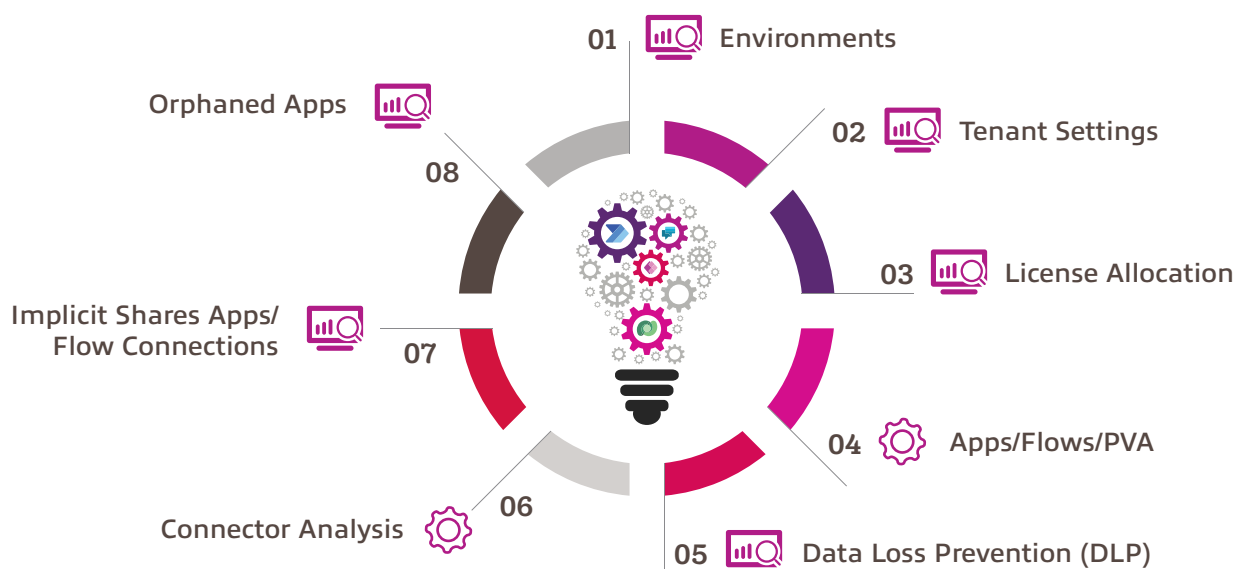 01 Environments
02 Tenant Settings
03 License Allocation
04 Apps/Flows/PVA
05 Data Loss Prevention (DLP)
06
Connector Analysis
07
Implicit Shares Apps/
Flow Connections
08
Orphaned Apps